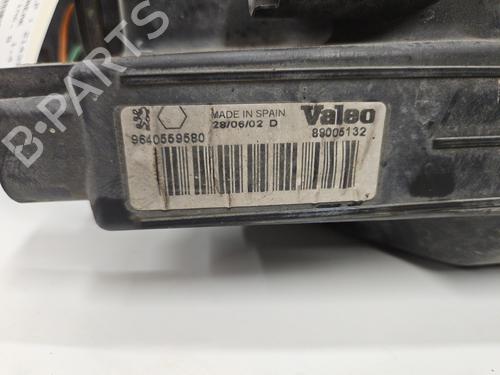 MADE IN SPAIN
28/06/02 D
Valeo
9640559580
89005132
B-PARTS